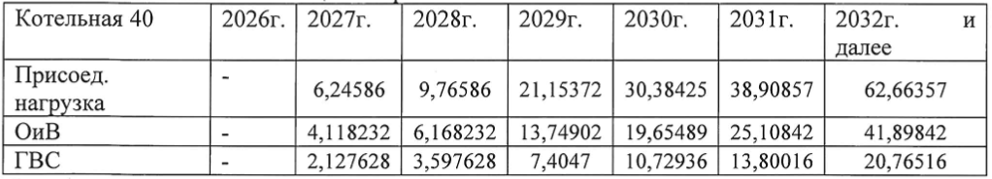 Котельная 40 2026г. 2027г. 2028г. 2029г. 2030г. 2031г. 2032г. и
далее
Присоед. - 6,24586 9,76586 21,15372 30,38425 38,90857 62,66357
нагрузка
ОиВ - 4,118232 6,168232 13,74902 19,65489 25,10842 41,89842
ГВС - 2,127628 3,597628 7,4047 10,72936 13,80016 20,76516